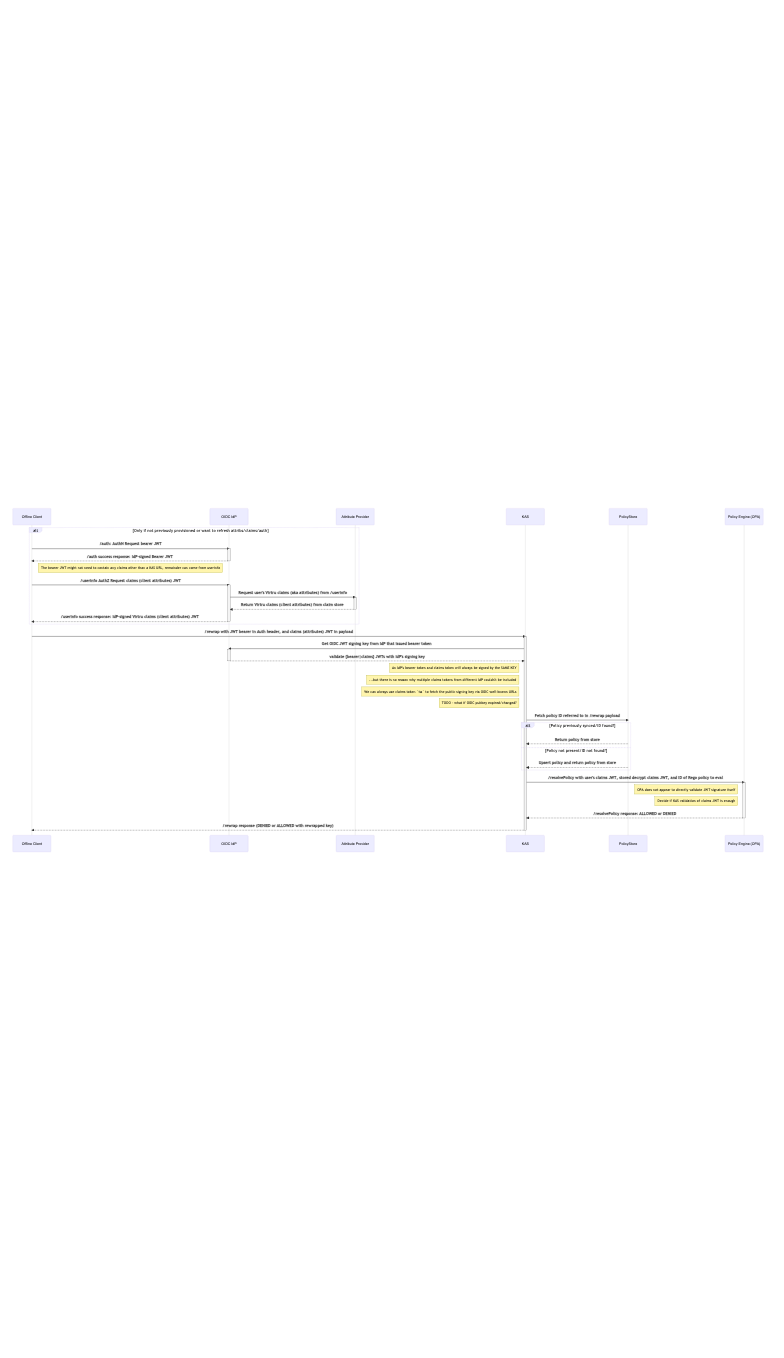 Offline Client
OIDC IdP
Attribute Provider
KAS
PolicyStore
Policy Engine (OPA)
alt
[Only if not previously provisioned or want to refresh attribs/claims/auth]
/auth: AuthN Request bearer JWT
/auth success response: IdP-signed Bearer JWT
The bearer JWT might not need to contain any claims other than a KAS URL, remainder can come from userinfo
/userinfo AuthZ Request claims (client attributes) JWT
Request user's Virtru claims (aka attributes) from /userinfo
Return Virtru claims (client attributes) from claim store
/userinfo success response: IdP-signed Virtru claims (client attributes) JWT
/rewrap with JWT bearer in Auth header, and claims (attributes) JWT in payload
Get OIDC JWT signing key from IdP that issued bearer token
validate [bearer/claims] JWTs with IdP's signing key
An IdP's bearer token and claims token will always be signed by the SAME KEY
...but there is no reason why multiple claims tokens from different IdP couldn't be included
We can always use claims token. `iss` to fetch the public signing key via OIDC well-known URLs
TODO - what if OIDC pubkey expired/changed?
Fetch policy ID referred to in /rewrap payload
alt
[Policy previously synced/ID found?]
Return policy from store
[Policy not present/ ID not found?]
Upsert policy and return policy from store
/resolvePolicy with user's claims JWT, stored decrypt claims JWT, and ID of Rego policy to eval
OPA does not appear to directly validate JWT signature itself
Decide if KAS validation of claims JWT is enough
/resolvePolicy response: ALLOWED or DENIED
/rewrap response (DENIED or ALLOWED with rewrapped key)
Offline Client
OIDC IdP
Attribute Provider
KAS
PolicyStore
Policy Engine (OPA)